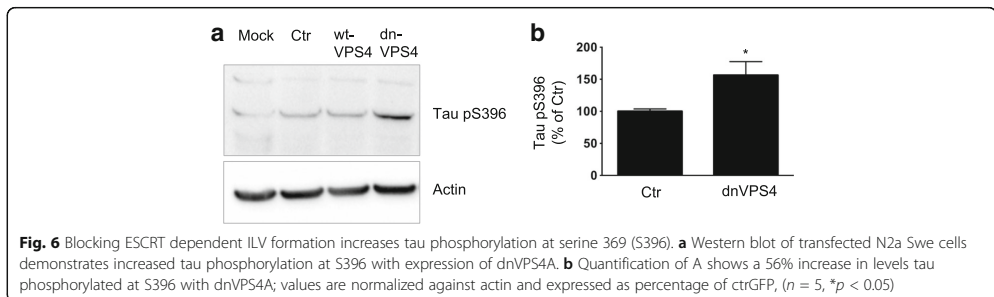 a
Mock Ctr wt- dn-
VPS4 VPS4
Tau pS396
Actin
b
*
200
150
100
50
0
Tau pS396
(% of Ctr)
Ctr dnVPS4
Fig. 6 Blocking ESCRT dependent ILV formation increases tau phosphorylation at serine 369 (S396). a Western blot of transfected N2a Swe cells
demonstrates increased tau phosphorylation at S396 with expression of dnVPS4A. b Quantification of A shows a 56% increase in levels tau
phosphorylated at S396 with dnVPS4A; values are normalized against actin and expressed as percentage of ctrGFP, (n = 5, *p < 0.05)